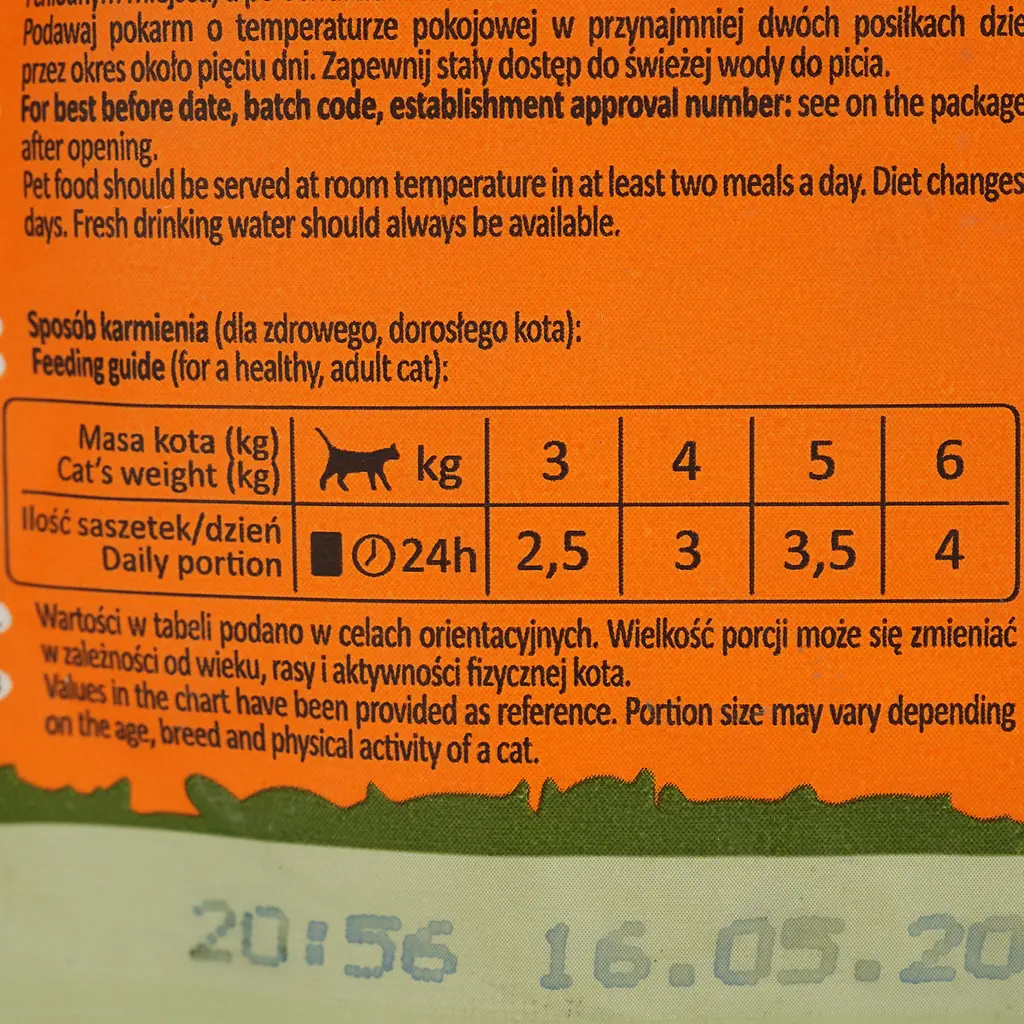 Podawaj pokarm o temperaturze pokojowej w przynajmniej dwóch posiłkach
przez okres około pięciu dni. Zapewnij stały dostęp do świeżej wody do picia.
For best before date, batch code, establishment approval number: see on the package
after opening.
Pet food should be served at room temperature in at least two meals a day. Diet changes
days. Fresh drinking water should always be available.
Sposób karmienia (dla zdrowego, dorosłego kota):
Feeding guide (for a healthy, adult cat):
Masa kota (kg)
Cat's weight (kg)
kg 3 4 5 6
Ilość saszetek/dzień
Daily portion
24h 2,5 3 3,5 4
Wartości w tabeli podano w celach orientacyjnych. Wielkość porcji może się zmieniać
w zależności od wieku, rasy i aktywności fizycznej kota.
Values in the chart have been provided as reference. Portion size may vary depending
on the age, breed and physical activity of a cat.
20:56 16.05.20